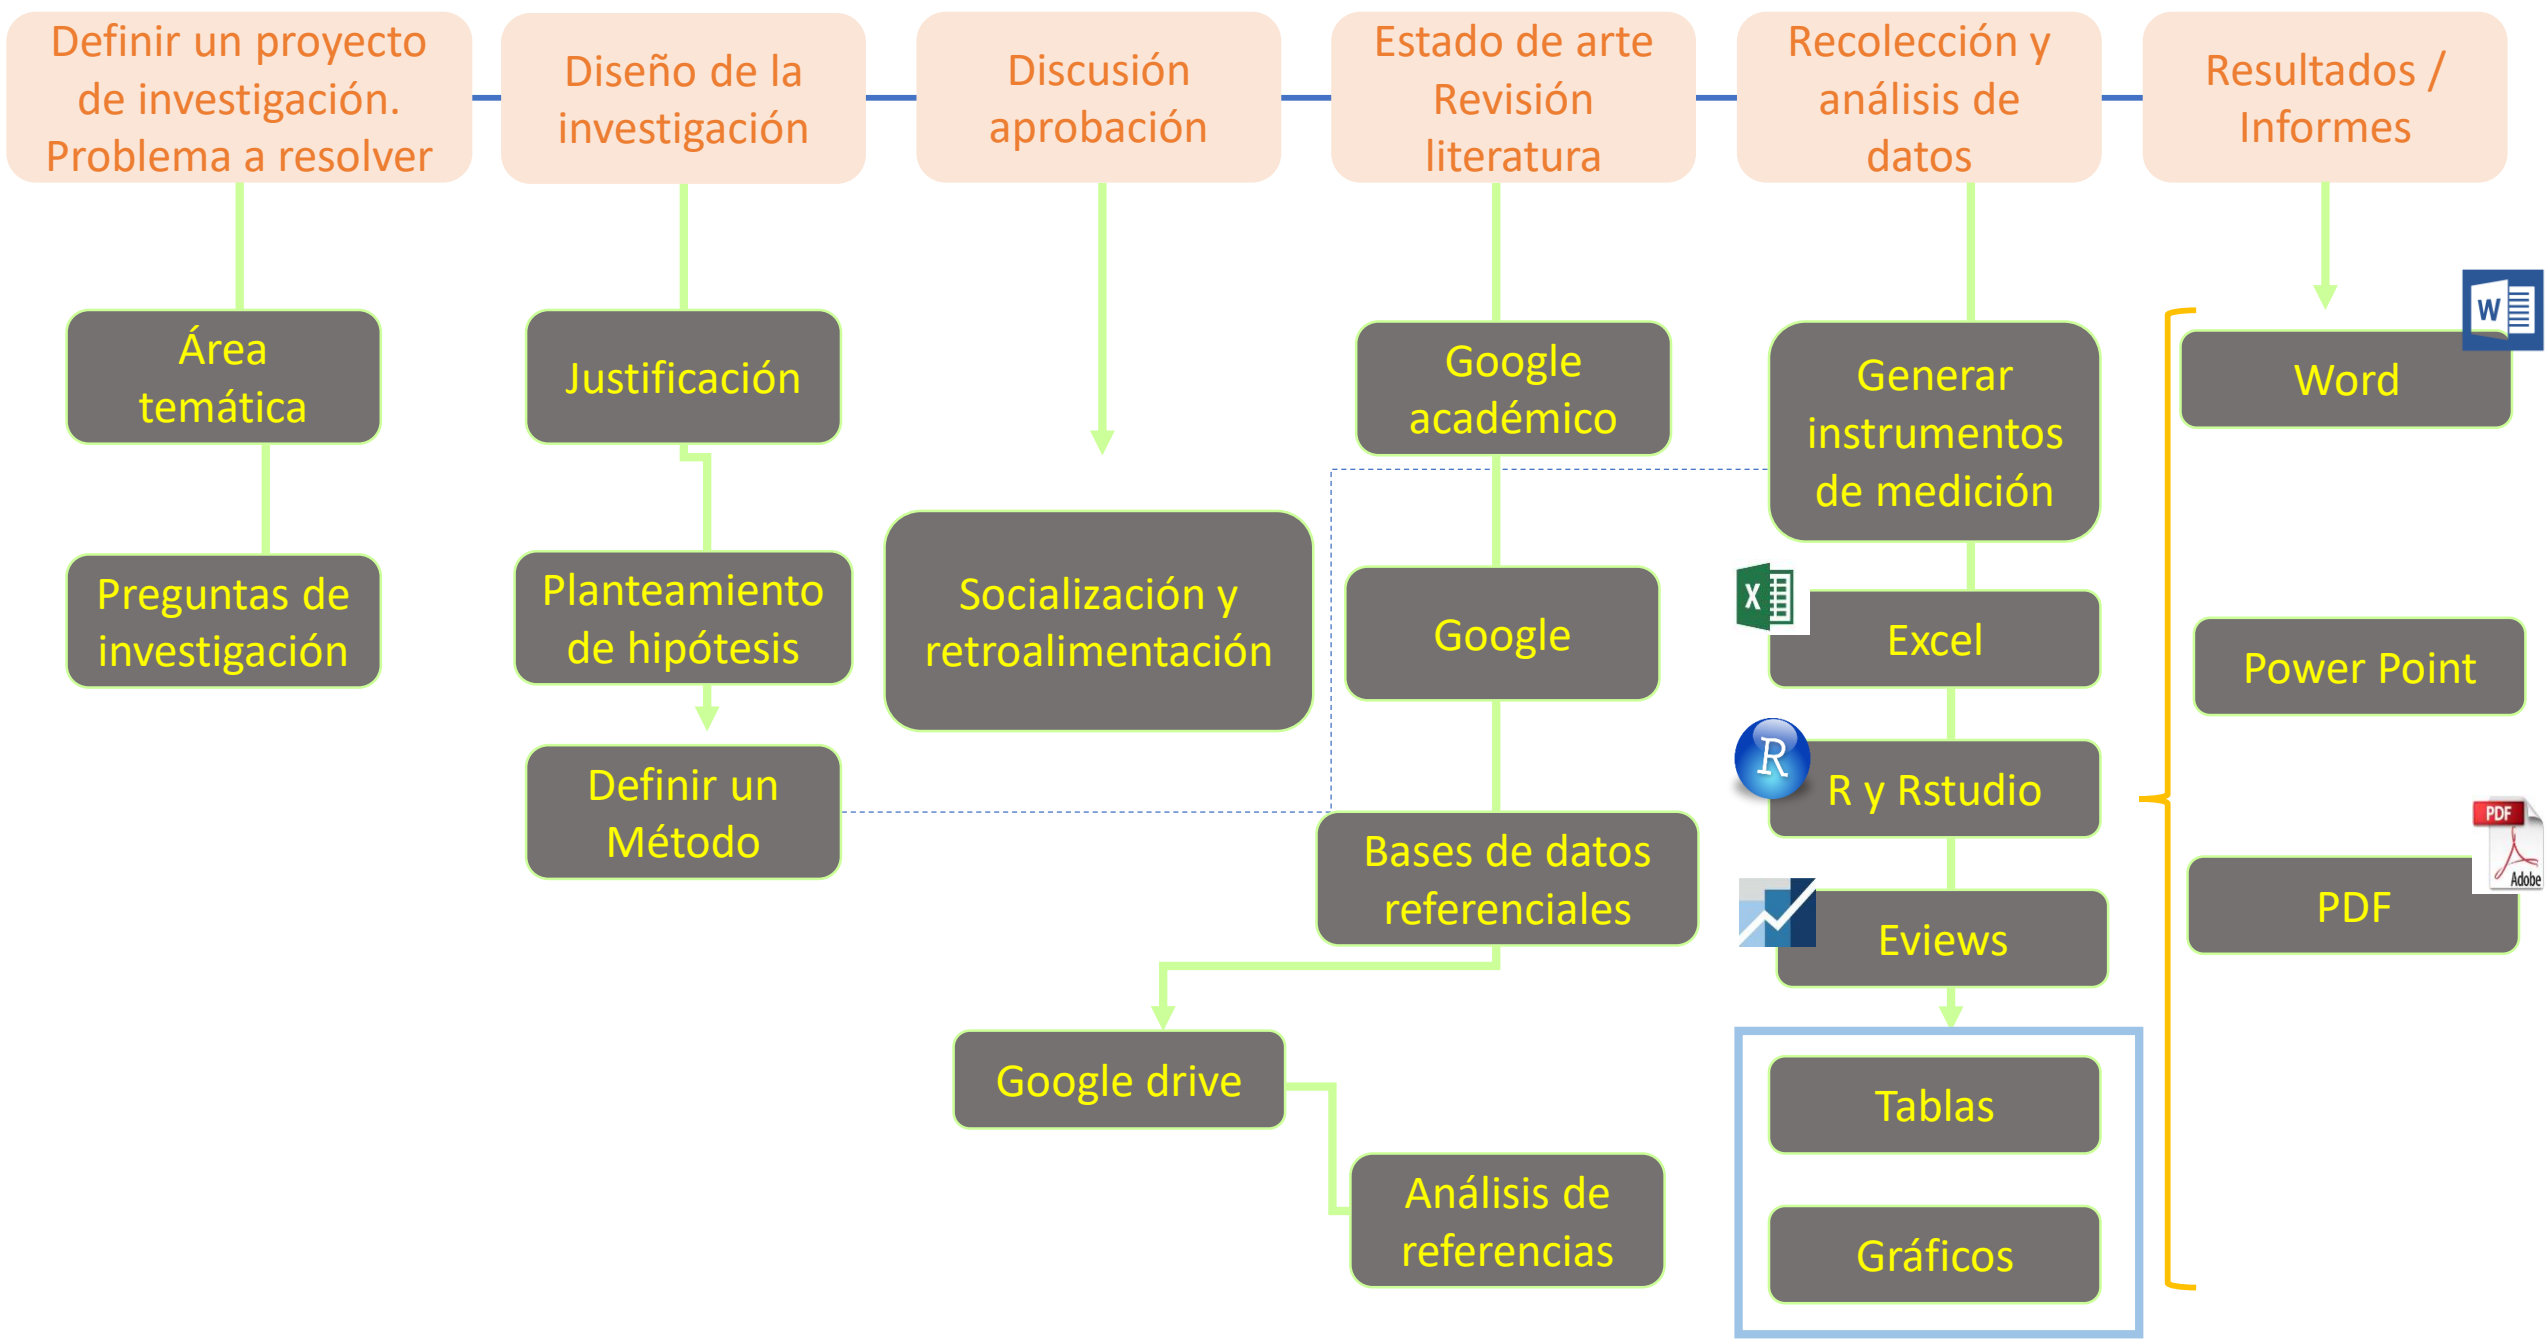 Definir un proyecto
de investigación.
Problema a resolver
Diseño de la
investigación
Discusión
aprobación
Estado de arte
Revisión
literatura
Recolección y
análisis de
datos
Resultados /
Informes
Área
temática
Preguntas de
investigación
Justificación
Planteamiento
de hipótesis
Definir un
Método
Socialización y
retroalimentación
Google
académico
Google
Bases de datos
referenciales
Google drive
Análisis de
referencias
Generar
instrumentos
de medición
X
Excel
R
R y Rstudio
Eviews
Tablas
Gráficos
W
Word
Power Point
PDF
Adobe
PDF